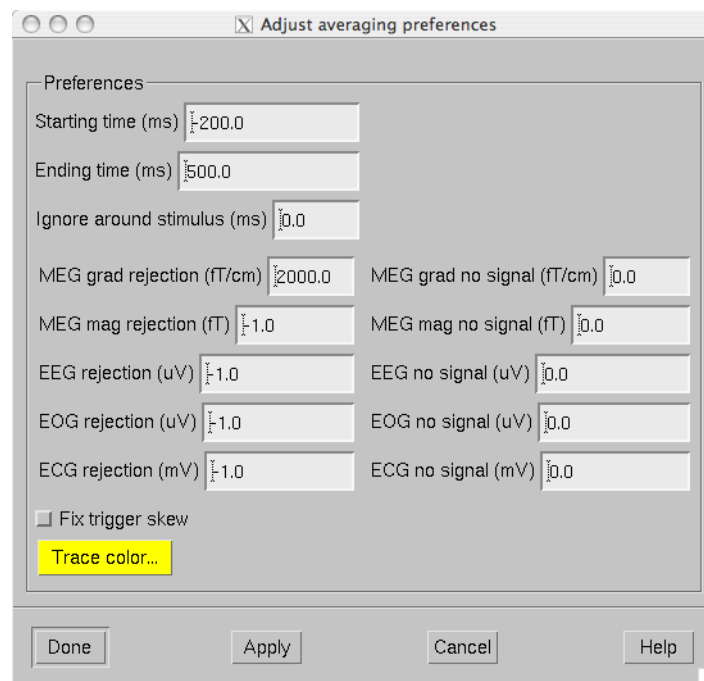 X Adjust averaging preferences
Preferences
Starting time (ms) -200.0
Ending time (ms) 500.0
Ignore around stimulus (ms) 0.0
MEG grad rejection (fT/cm) 2000.0 MEG grad no signal (fT/cm) 0.0
MEG mag rejection (fT) -1.0 MEG mag no signal (fT) 0.0
EEG rejection (uV) -1.0 EEG no signal (uV) 0.0
EOG rejection (uV) -1.0 EOG no signal (uV) 0.0
ECG rejection (mV) -1.0 ECG no signal (mV) 0.0
Fix trigger skew
Trace color...
Done Apply Cancel Help